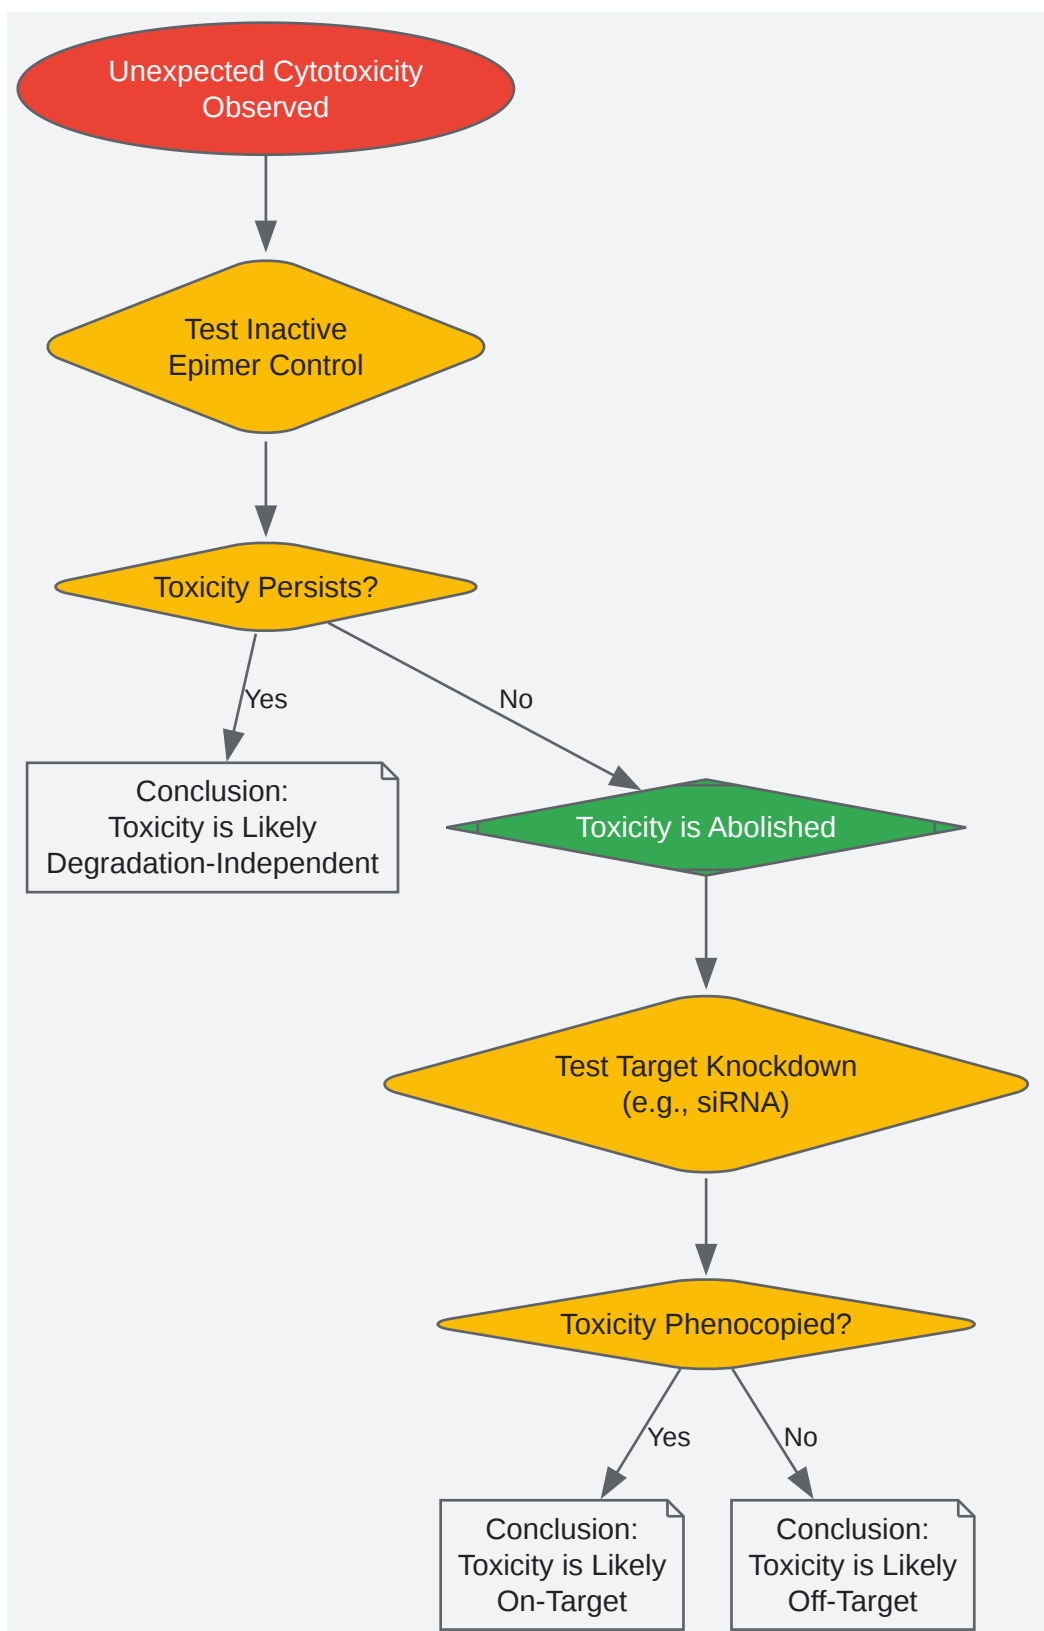 Unexpected Cytotoxicity
Observed
Test Inactive
Epimer Control
Toxicity Persists?
Yes
No
Conclusion:
Toxicity is Likely
Degradation-Independent
Toxicity is Abolished
Test Target Knockdown
(e.g., siRNA)
Toxicity Phenocopied?
Yes
No
Conclusion:
Toxicity is Likely
On-Target
Conclusion:
Toxicity is Likely
Off-Target